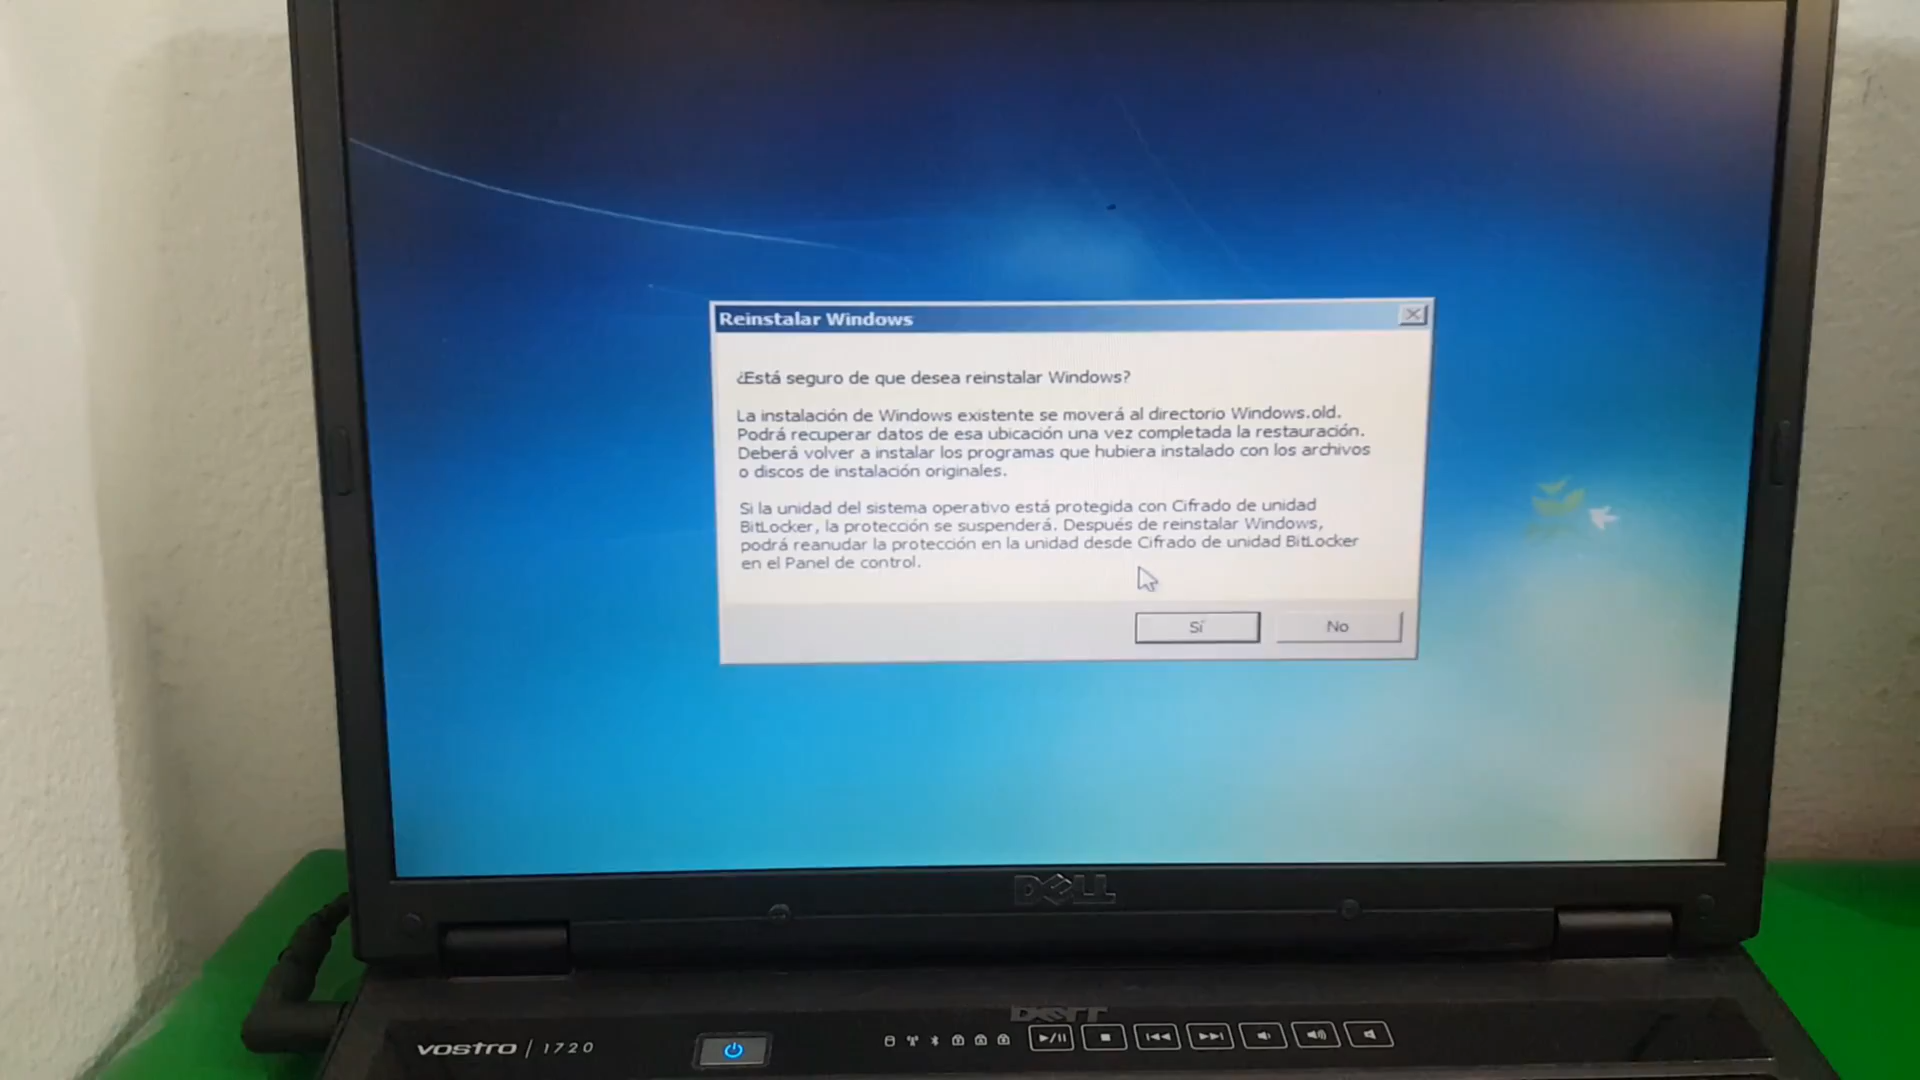 Reinstalar Windows
¿Está seguro de que desea reinstalar Windows?
La instalación de Windows existente se moverá al directorio Windows.old.
Podrá recuperar datos de esa ubicación una vez completada la restauración.
Deberá volver a instalar los programas que hubiera instalado con los archivos
o discos de instalación originales.
Si la unidad del sistema operativo está protegida con Cifrado de unidad
BitLocker, la protección se suspenderá. Después de reinstalar Windows,
podrá reanudar la protección en la unidad desde Cifrado de unidad BitLocker
en el Panel de control.
Sí
No
DELL
VOSTRO | 1720